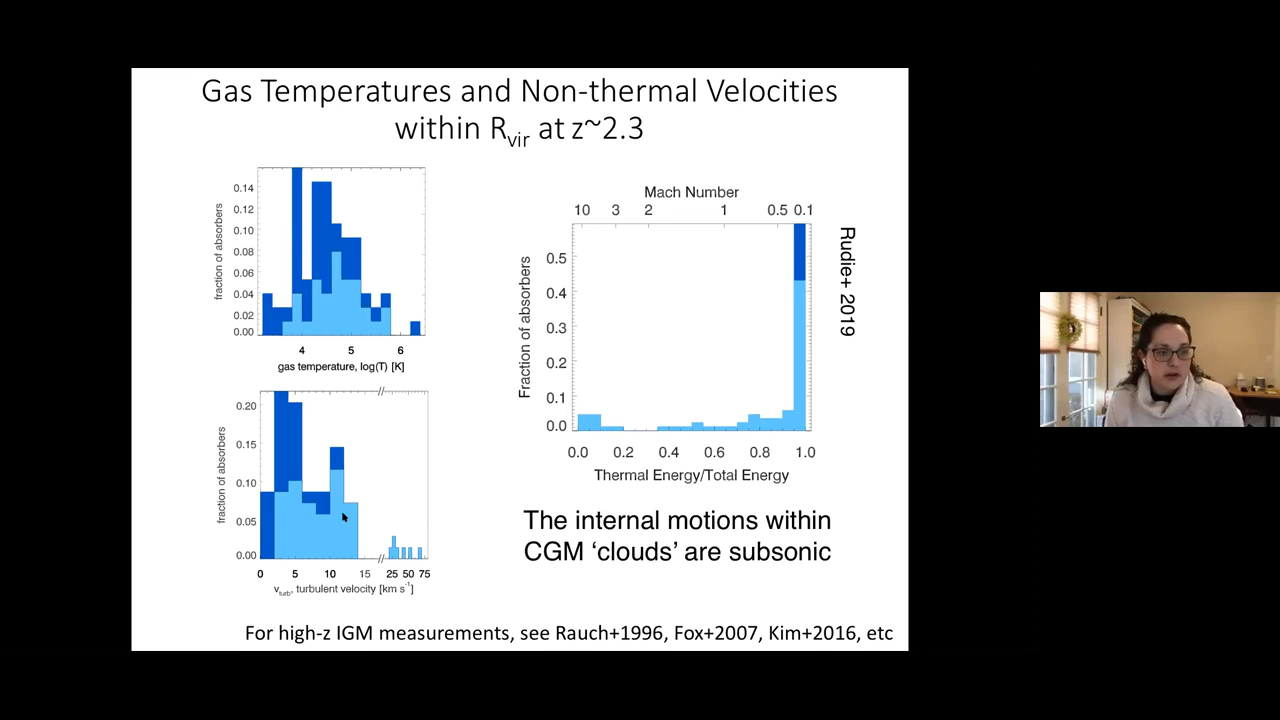 Gas Temperatures and Non-thermal Velocities
within Rvir at z~2.3
fraction of absorbers
0.14
0.12
0.10
0.08
0.06
0.04
0.02
0.00
4 5 6
gas temperature, log(T) [K]
fraction of absorbers
0.20
0.15
0.10
0.05
0.00
0 5 10 15 25 50 75
vturb, turbulent velocity [km s-1]
Mach Number
10 3 2 1 0.5 0.1
Fraction of absorbers
0.5
0.4
0.3
0.2
0.1
0.0
0.0 0.2 0.4 0.6 0.8 1.0
Thermal Energy/Total Energy
Rudie+ 2019
The internal motions within
CGM ‘clouds’ are subsonic
For high-z IGM measurements, see Rauch+1996, Fox+2007, Kim+2016, etc